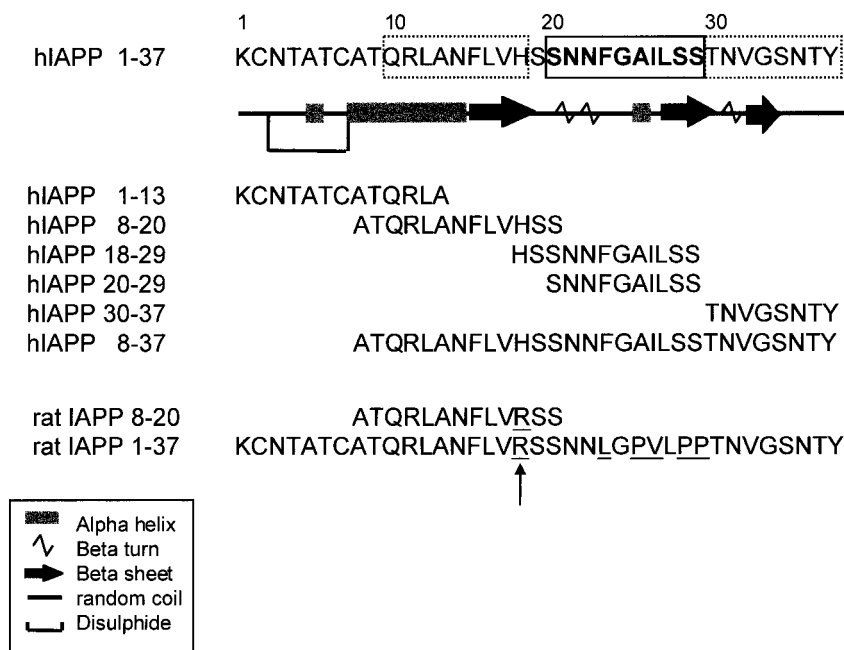 1 10 20 30
hIAPP 1-37 KCNTATCATQRLANFLVHSSSNNFGAILSSTNVGSNTY
hIAPP 1-13 KCNTATCATQRLA
hIAPP 8-20 ATQRLANFLVHSS
hIAPP 18-29 HSSNNFGAILSS
hIAPP 20-29 SNNFGAILSS
hIAPP 30-37 TNVGSNTY
hIAPP 8-37 ATQRLANFLVHSSNNFGAILSSTNVGSNTY
rat IAPP 8-20 ATQRLANFLVRSS
rat IAPP 1-37 KCNTATCATQRLANFLVRSSNNLGPVLPPTNVGSNTY
Alpha helix
Beta turn
Beta sheet
random coil
Disulphide